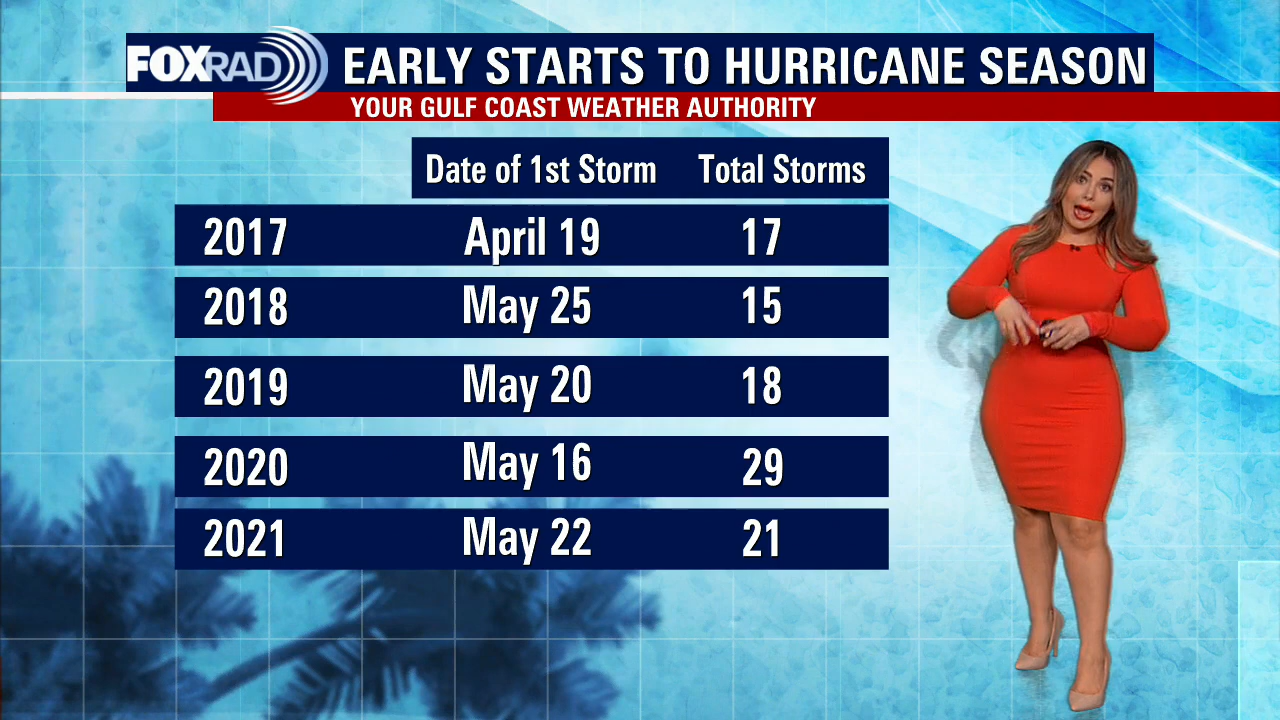 FOXRAD EARLY STARTS TO HURRICANE SEASON
YOUR GULF COAST WEATHER AUTHORITY
Date of 1st Storm Total Storms
2017 April 19 17
2018 May 25 15
2019 May 20 18
2020 May 16 29
2021 May 22 21